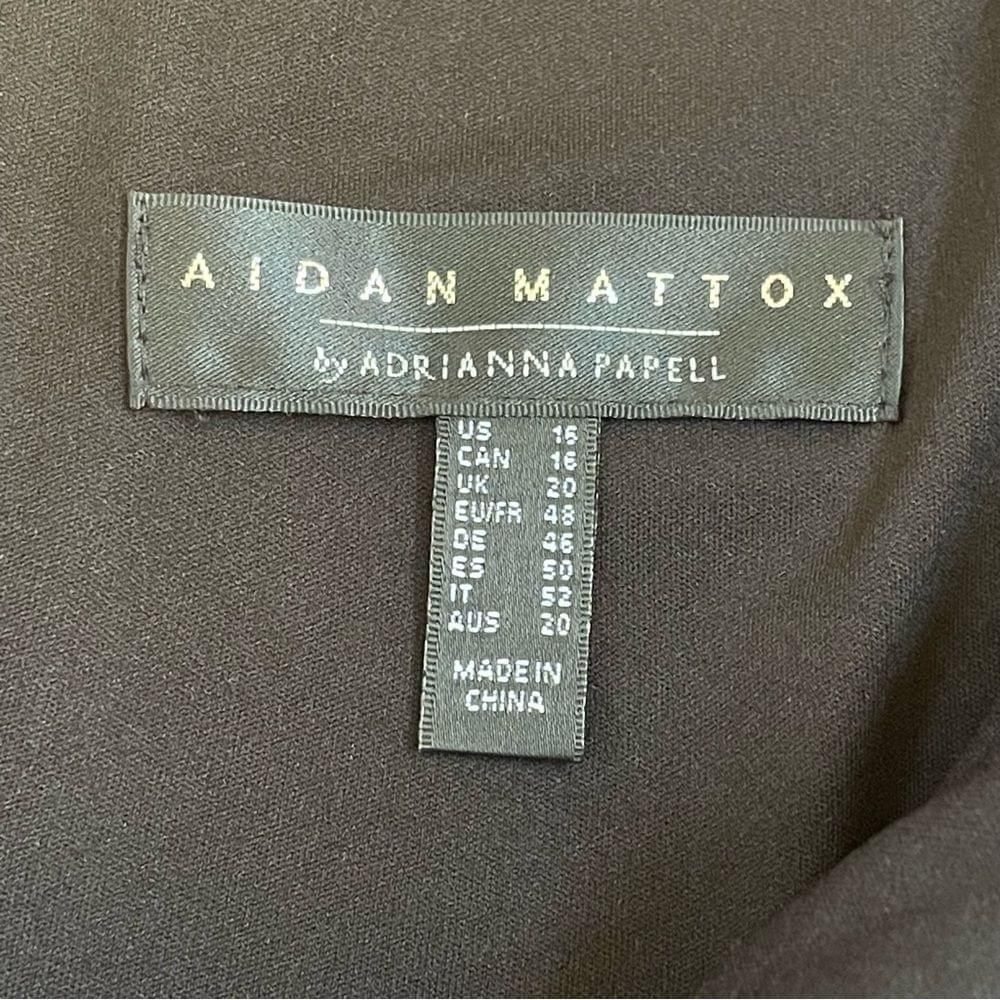 AIDAN MATTOX
by ADRIANNA PAPELL
US 16
CAN 16
UK 20
EU/FR 48
DE 46
ES 50
IT 52
AUS 20
MADE IN
CHINA